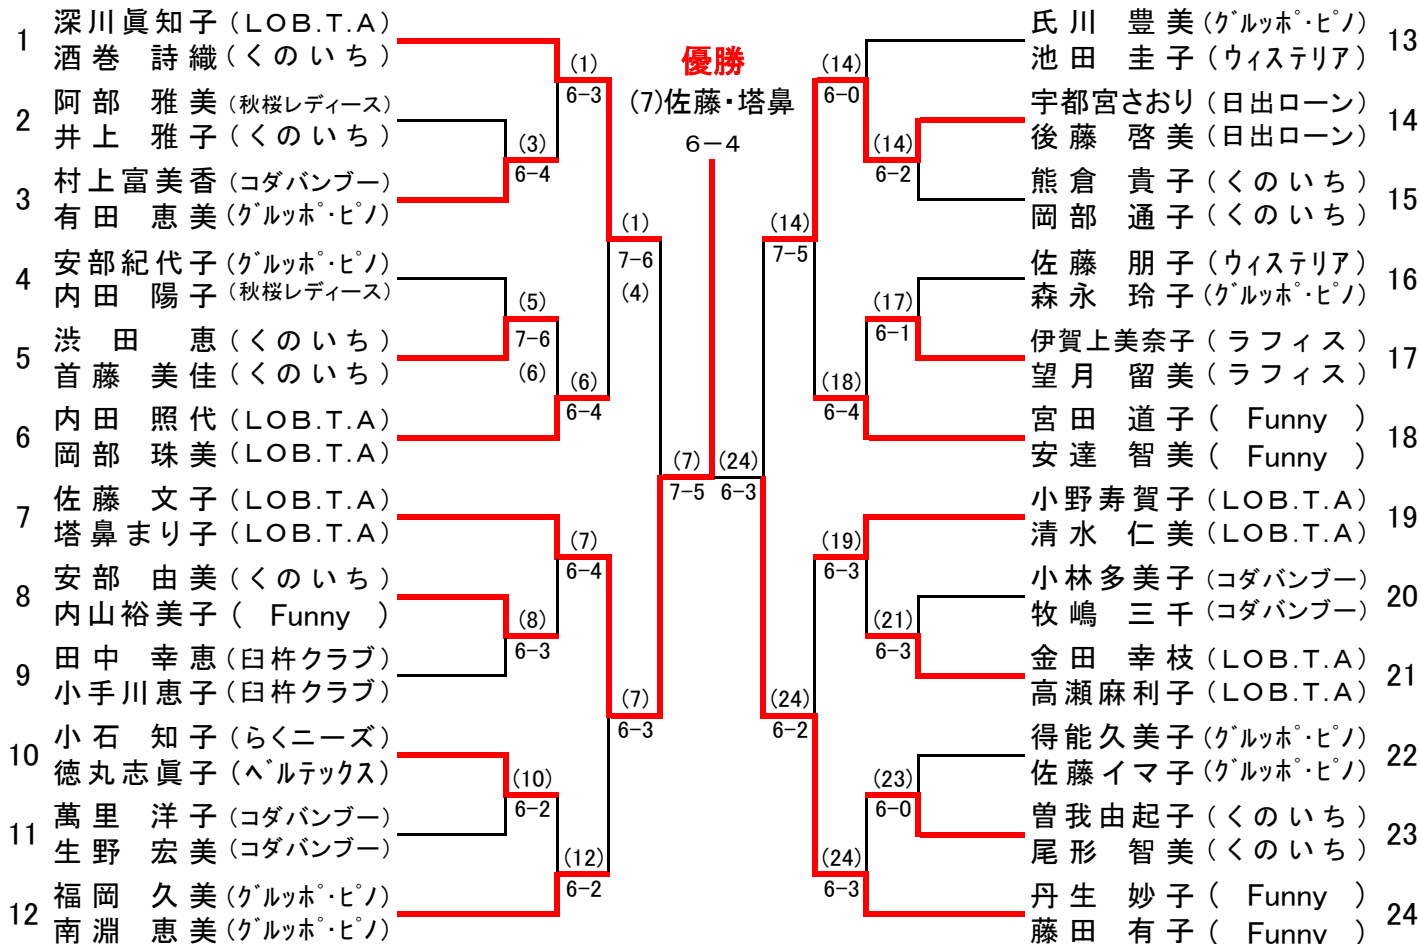 優勝
(7)佐藤・塔鼻
6-4
1
深川眞知子(LOB.T.A)
酒巻 詩織(くのいち)
2
阿部 雅美(秋桜レディース)
井上 雅子(くのいち)
3
村上富美香(コダバンブー)
有田 恵美(グルッポ・ピノ)
4
安部紀代子(グルッポ・ピノ)
内田 陽子(秋桜レディース)
5
渋田 恵(くのいち)
首藤 美佳(くのいち)
6
内田 照代(LOB.T.A)
岡部 珠美(LOB.T.A)
7
佐藤 文子(LOB.T.A)
塔鼻まり子(LOB.T.A)
8
安部 由美(くのいち)
内山裕美子( Funny )
9
田中 幸恵(臼杵クラブ)
小手川恵子(臼杵クラブ)
10
小石 知子(らくニーズ)
徳丸志眞子(ベルテックス)
11
萬里 洋子(コダバンブー)
生野 宏美(コダバンブー)
12
福岡 久美(グルッポ・ピノ)
南淵 恵美(グルッポ・ピノ)
(1)
6-3
(3)
6-4
(1)
7-6
(4)
(5)
7-6
(6)
(6)
6-4
(7)
7-5
(7)
6-4
(8)
6-3
(7)
6-3
(10)
6-2
(12)
6-2
(14)
6-0
(14)
6-2
(14)
7-5
(17)
6-1
(18)
6-4
(24)
6-3
(19)
6-3
(21)
6-3
(24)
6-2
(23)
6-0
(24)
6-3
氏川 豊美(グルッポ・ピノ)
池田 圭子(ウィステリア)
13
宇都宮さおり(日出ローン)
後藤 啓美(日出ローン)
14
熊倉 貴子(くのいち)
岡部 通子(くのいち)
15
佐藤 朋子(ウィステリア)
森永 玲子(グルッポ・ピノ)
16
伊賀上美奈子(ラフィス)
望月 留美(ラフィス)
17
宮田 道子( Funny )
安達 智美( Funny )
18
小野寿賀子(LOB.T.A)
清水 仁美(LOB.T.A)
19
小林多美子(コダバンブー)
牧嶋 三千(コダバンブー)
20
金田 幸枝(LOB.T.A)
高瀬麻利子(LOB.T.A)
21
得能久美子(グルッポ・ピノ)
佐藤イマ子(グルッポ・ピノ)
22
曽我由起子(くのいち)
尾形 智美(くのいち)
23
丹生 妙子( Funny )
藤田 有子( Funny )
24